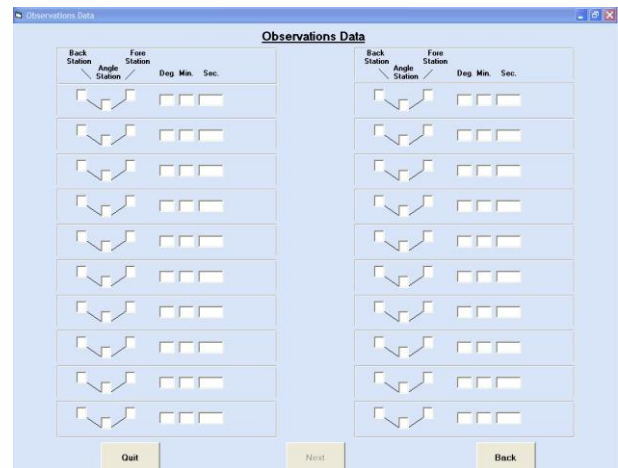 Observations Data
Observations Data
Back Station Fore Station
Angle Station Deg. Min. Sec.
Back Station Fore Station
Angle Station Deg. Min. Sec.
Quit Next Back